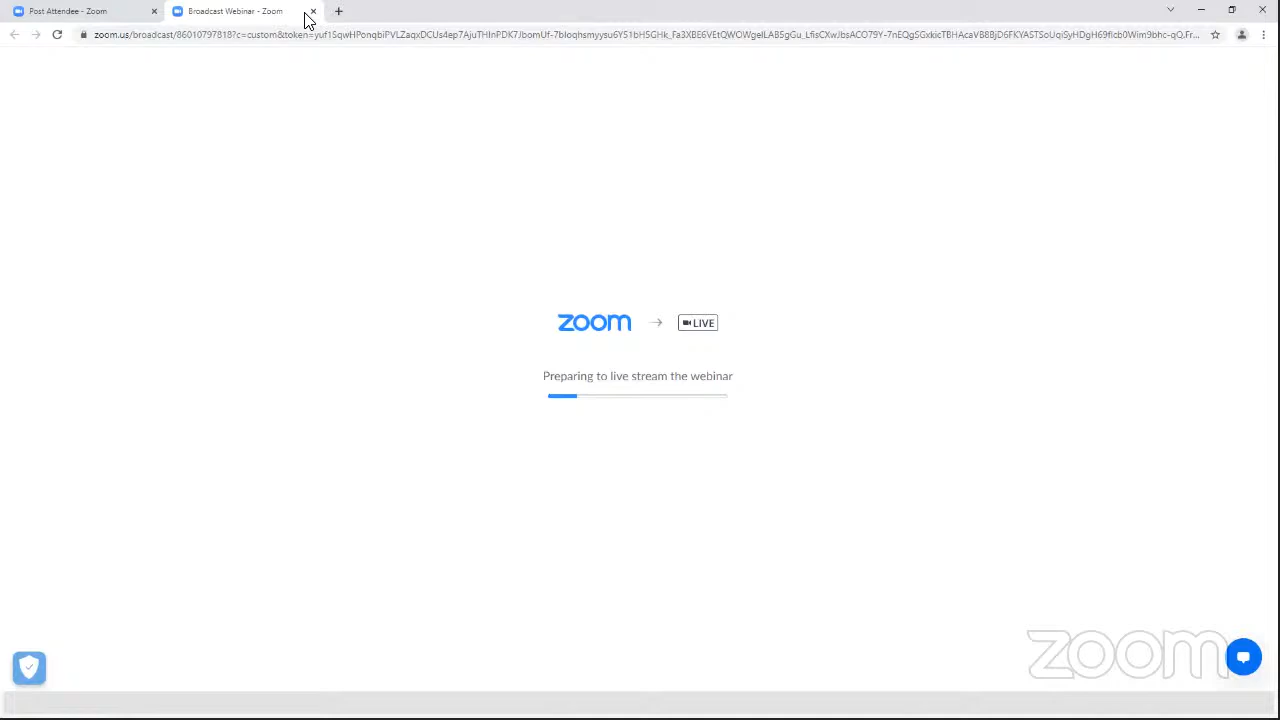 Post Attendee - Zoom
Broadcast Webinar - Zoom
zoom
LIVE
Preparing to live stream the webinar
zoom